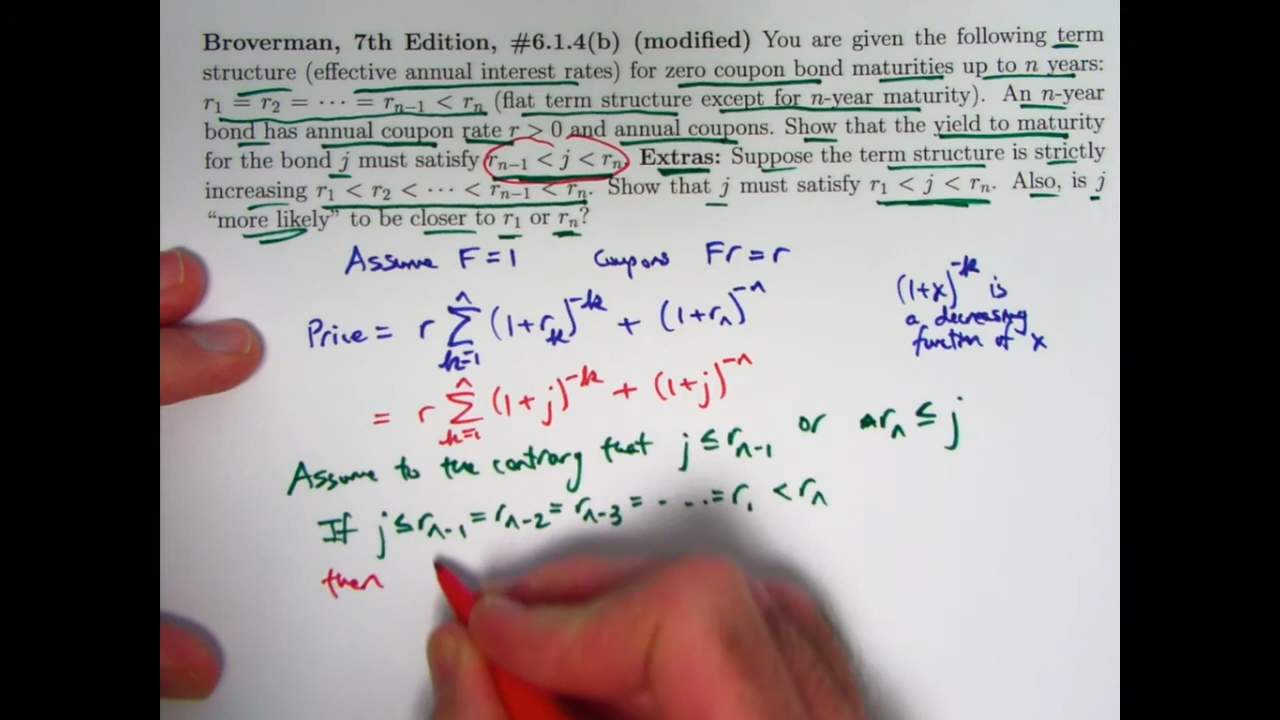 Broverman, 7th Edition, #6.1.4(b) (modified) You are given the following term
structure (effective annual interest rates) for zero coupon bond maturities up to n years:
r₁ = r₂ = ⋯ = rₙ₋₁ < rₙ (flat term structure except for n-year maturity). An n-year
bond has annual coupon rate r > 0 and annual coupons. Show that the yield to maturity
for the bond j must satisfy rₙ₋₁ < j < rₙ. Extras: Suppose the term structure is strictly
increasing r₁ < r₂ < ⋯ < rₙ₋₁ < rₙ. Show that j must satisfy r₁ < j < rₙ. Also, is j
“more likely” to be closer to r₁ or rₙ?
Assume F = 1 Coupons Fr = r
Price = r ∑ₖ₌₁ⁿ (1+rₖ)⁻ᵏ + (1+rₙ)⁻ⁿ
(1+x)⁻ᵏ is
a decreasing
function of x
= r ∑ₖ₌₁ⁿ (1+j)⁻ᵏ + (1+j)⁻ⁿ
Assume to the contrary that j ≤ rₙ₋₁ or rₙ ≤ j
If j ≤ rₙ₋₁ = rₙ₋₂ = rₙ₋₃ = ⋯ = r₁ < rₙ
then